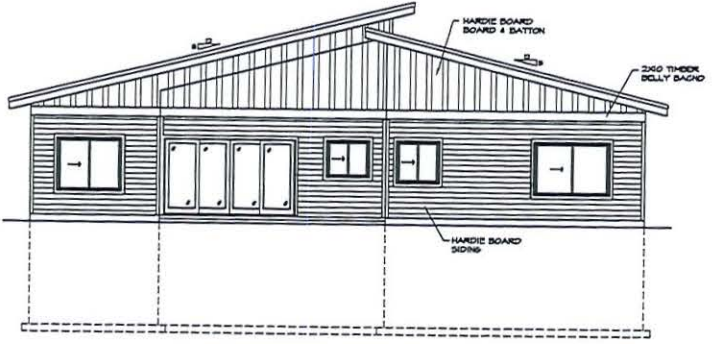 HARDIE BOARD
BOARD & BATTON
2X10 TIMBER
BELLY BAND
HARDIE BOARD
SIDING